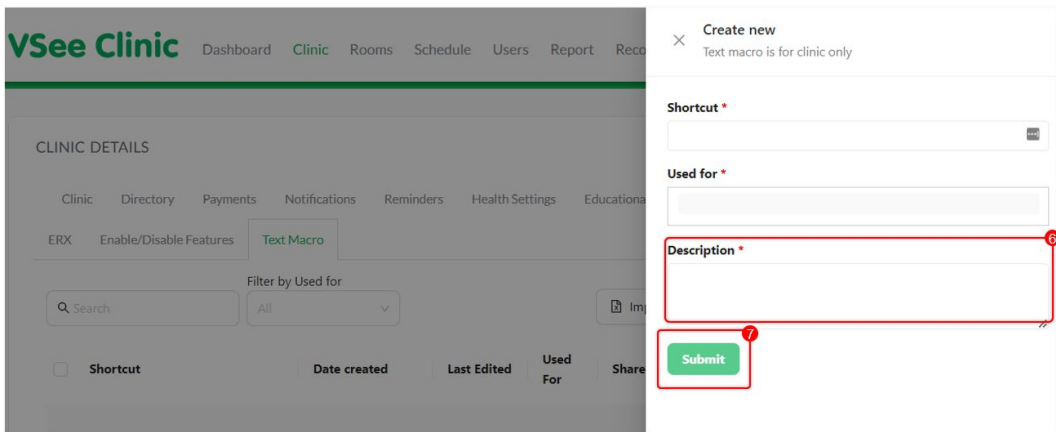 VSee Clinic Dashboard Clinic Rooms Schedule Users Report Reco
CLINIC DETAILS
Clinic Directory Payments Notifications Reminders Health Settings Educationa
ERX Enable/Disable Features Text Macro
Filter by Used for
Search All Im
Shortcut Date created Last Edited Used For Share
Create new
Text macro is for clinic only
Shortcut *
Used for *
Description *
6
7
Submit